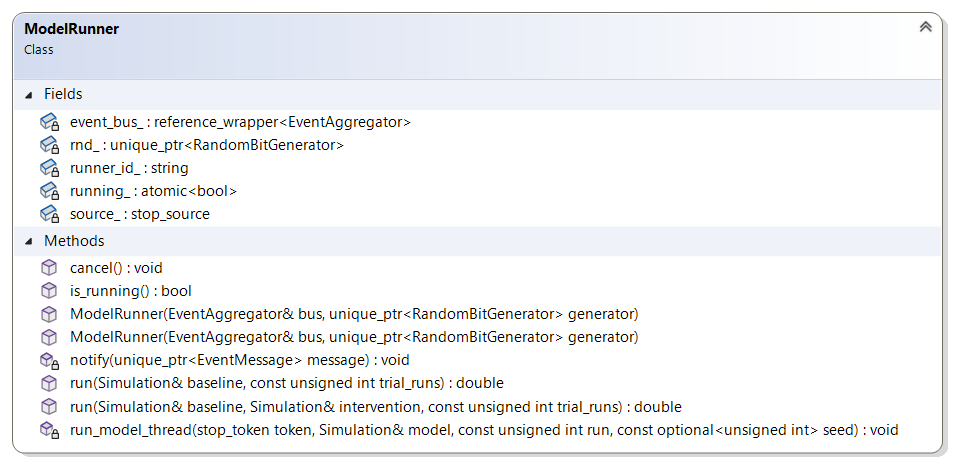 ModelRunner
Class
Fields
event_bus_ : reference_wrapper<EventAggregator>
rnd_ : unique_ptr<RandomBitGenerator>
runner_id_ : string
running_ : atomic<bool>
source_ : stop_source
Methods
cancel() : void
is_running() : bool
ModelRunner(EventAggregator& bus, unique_ptr<RandomBitGenerator> generator)
ModelRunner(EventAggregator& bus, unique_ptr<RandomBitGenerator> generator)
notify(unique_ptr<EventMessage> message) : void
run(Simulation& baseline, const unsigned int trial_runs) : double
run(Simulation& baseline, Simulation& intervention, const unsigned int trial_runs) : double
run_model_thread(stop_token token, Simulation& model, const unsigned int run, const optional<unsigned int> seed) : void